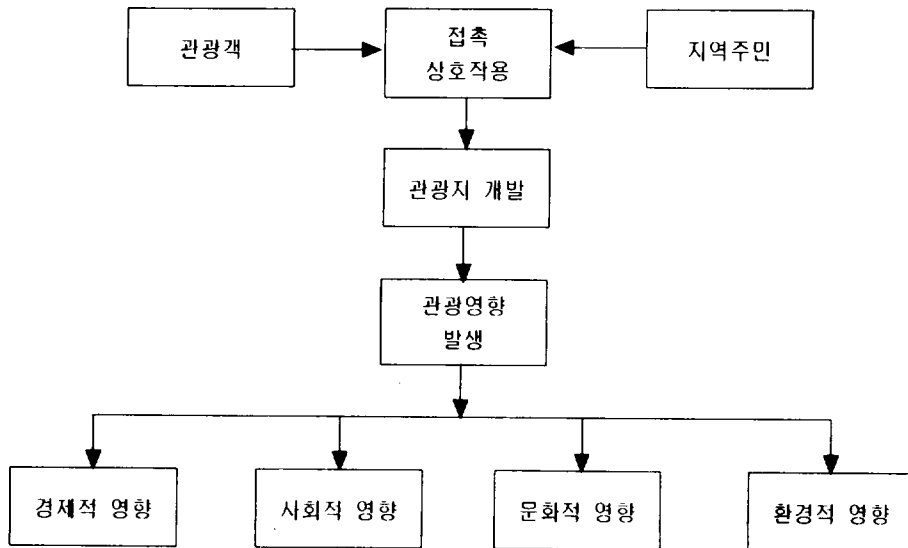 관광객
접촉
상호작용
지역주민
관광지 개발
관광영향
발생
경제적 영향
사회적 영향
문화적 영향
환경적 영향